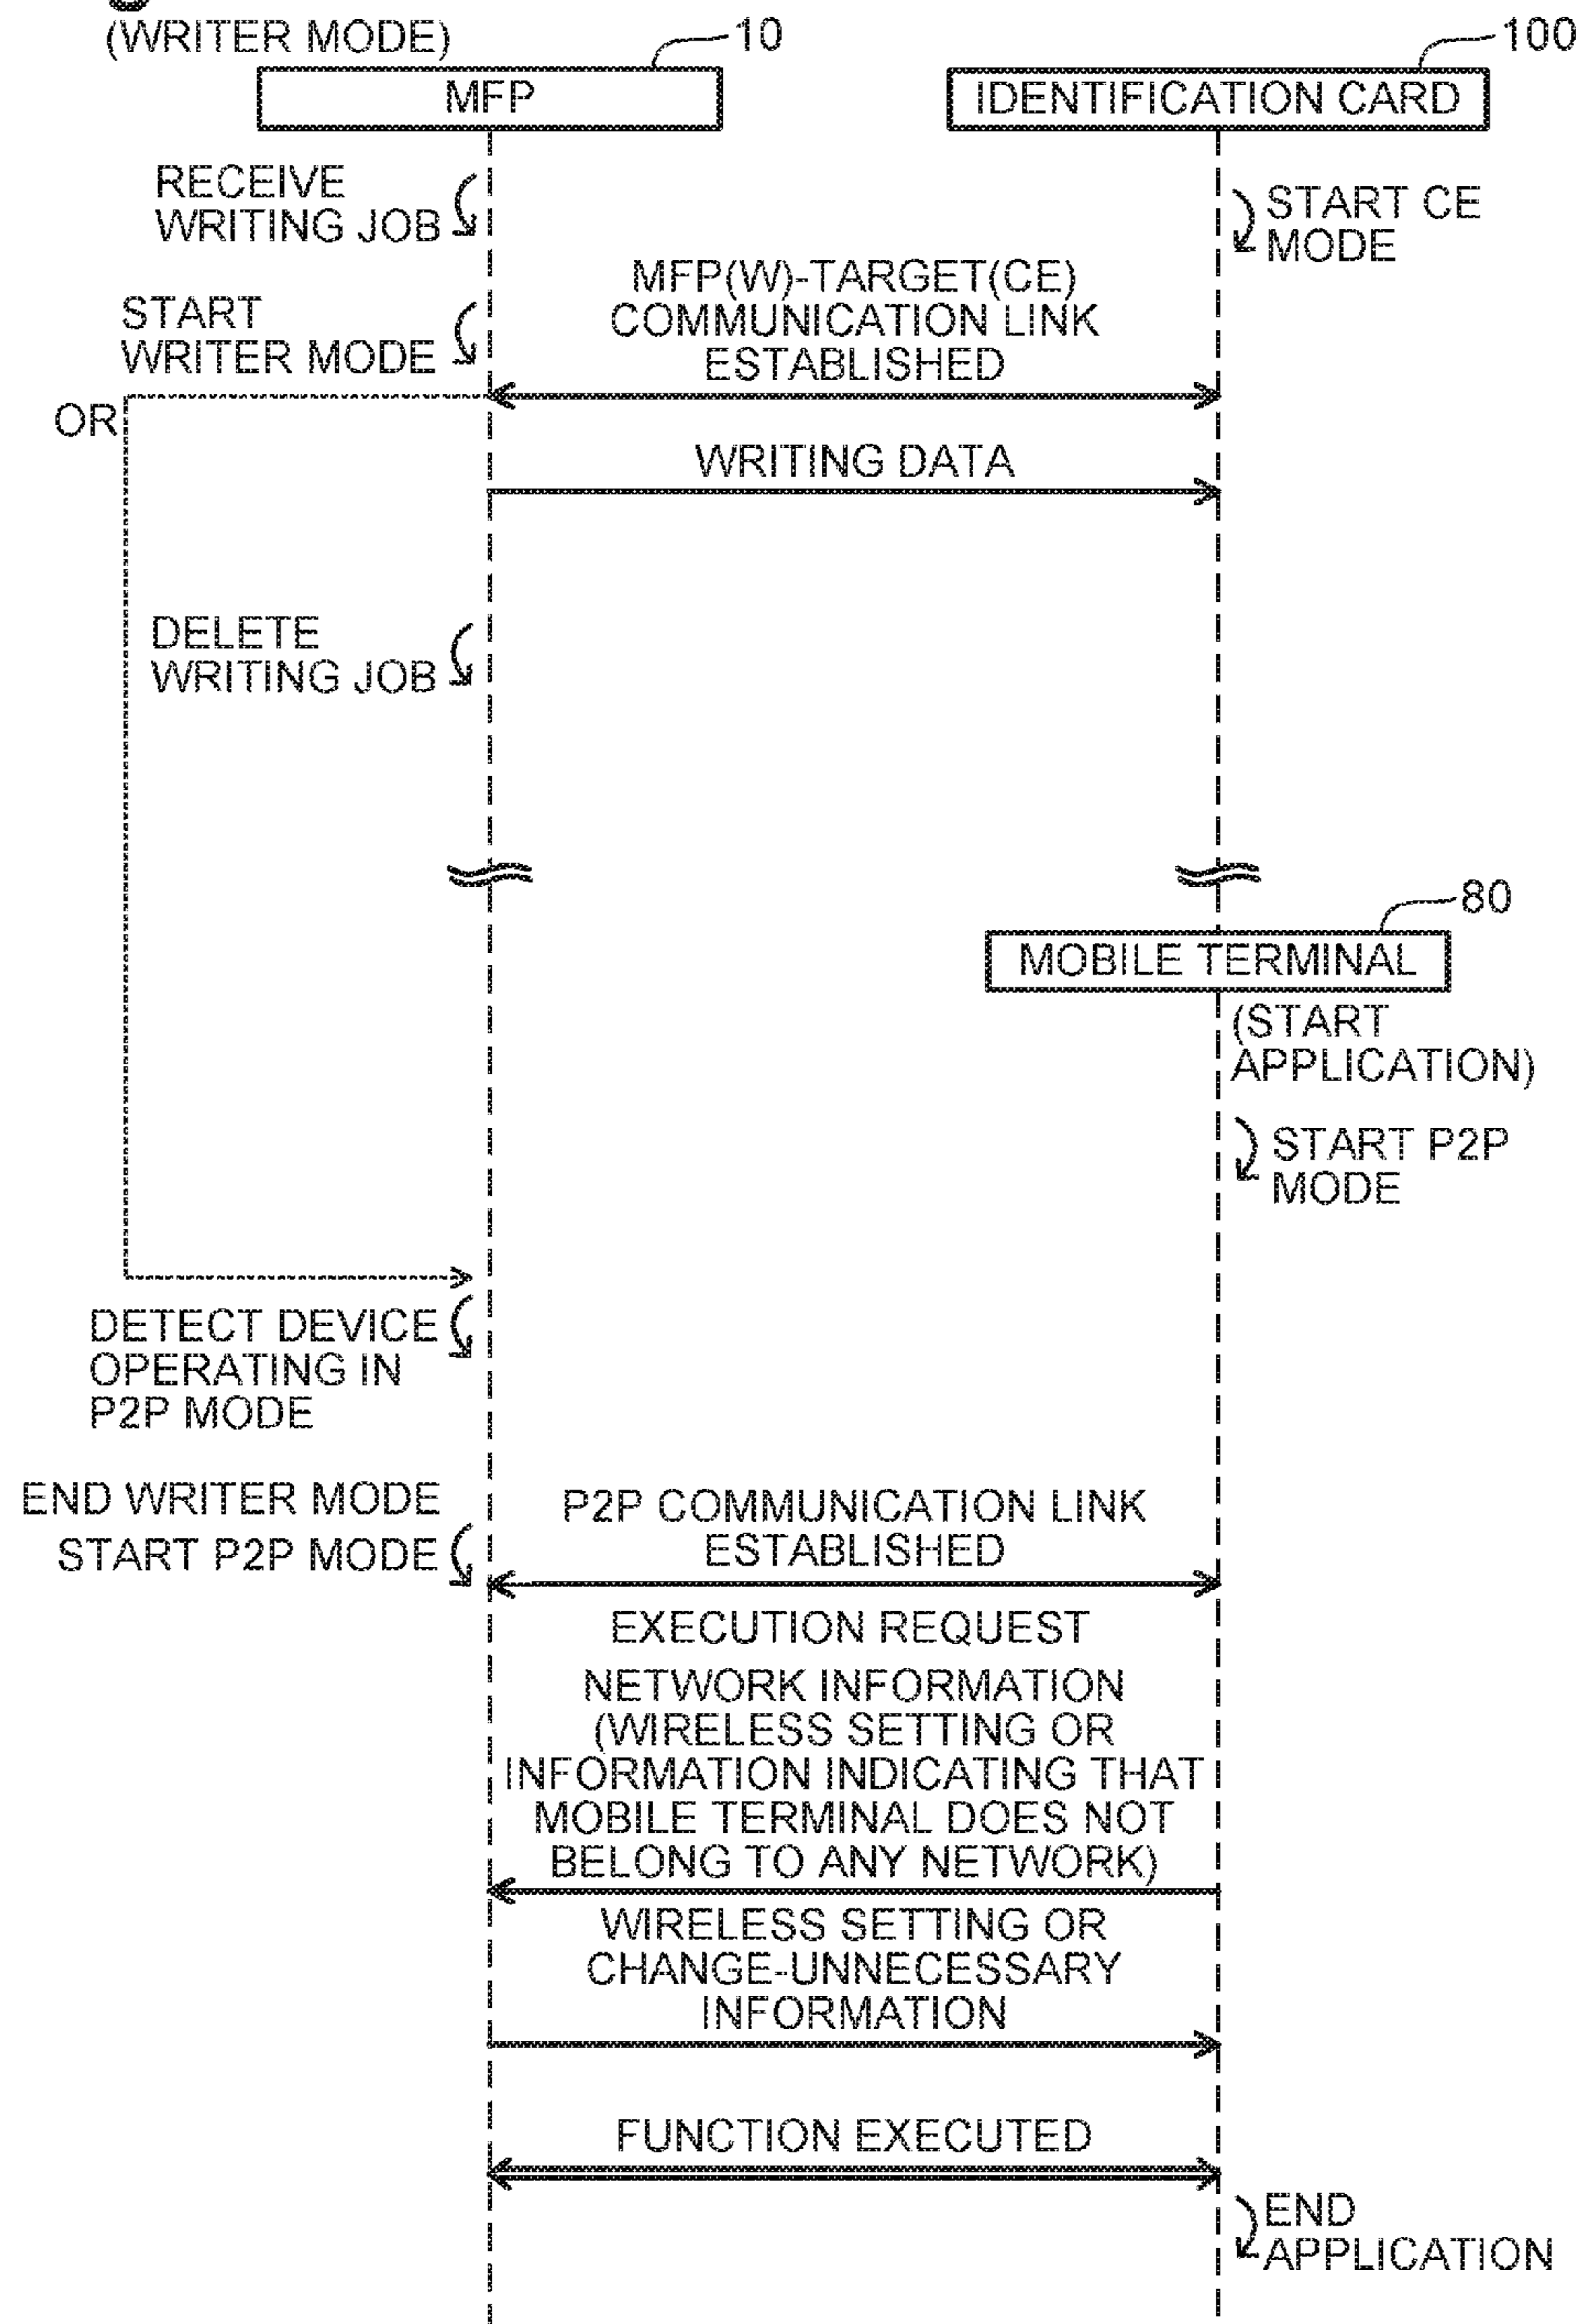 (WRITER MODE)
10
100
MFP
IDENTIFICATION CARD
RECEIVE
WRITING JOB
START CE
MODE
MFP(W)-TARGET(CE)
COMMUNICATION LINK
ESTABLISHED
START
WRITER MODE
OR
WRITING DATA
DELETE
WRITING JOB
80
MOBILE TERMINAL
(START
APPLICATION)
START P2P
MODE
DETECT DEVICE
OPERATING IN
P2P MODE
END WRITER MODE
START P2P MODE
P2P COMMUNICATION LINK
ESTABLISHED
EXECUTION REQUEST
NETWORK INFORMATION
(WIRELESS SETTING OR
INFORMATION INDICATING THAT
MOBILE TERMINAL DOES NOT
BELONG TO ANY NETWORK)
WIRELESS SETTING OR
CHANGE-UNNECESSARY
INFORMATION
FUNCTION EXECUTED
END
APPLICATION